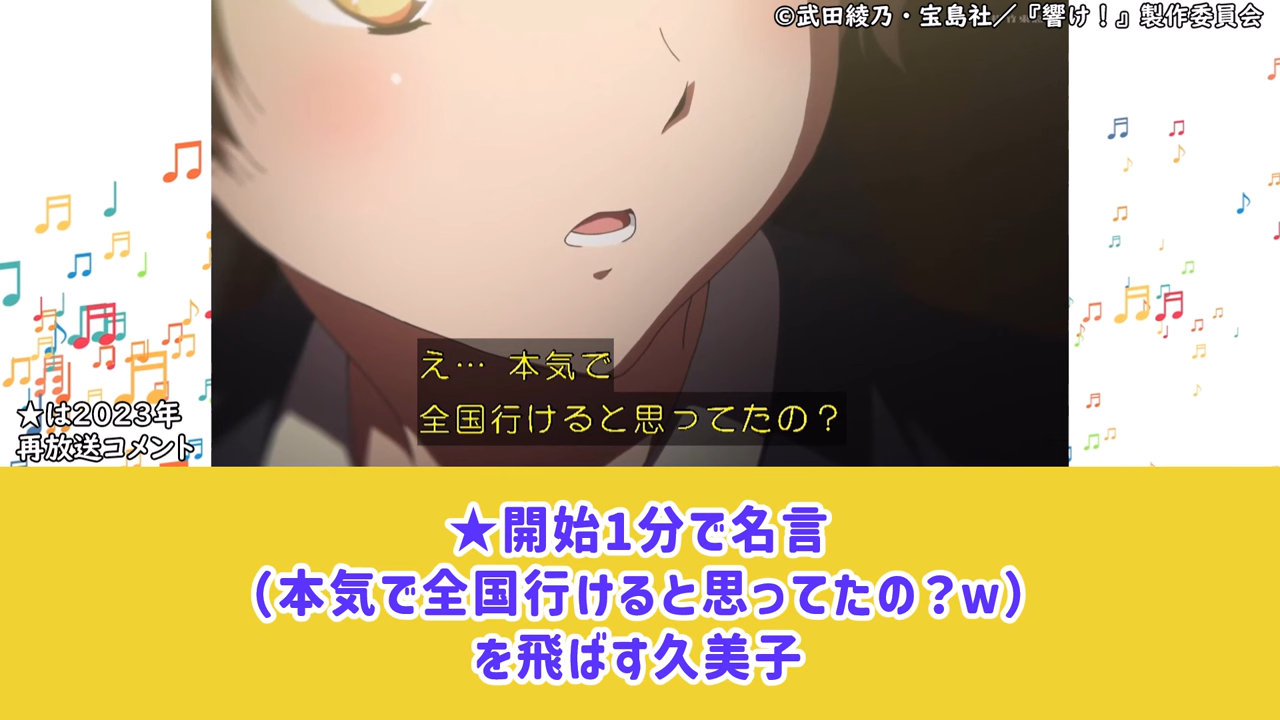 ©武田綾乃・宝島社／『響け！』製作委員会
え… 本気で
全国行けると思ってたの？
★は2023年
再放送コメント
★開始1分で名言
（本気で全国行けると思ってたの？w）
を飛ばす久美子